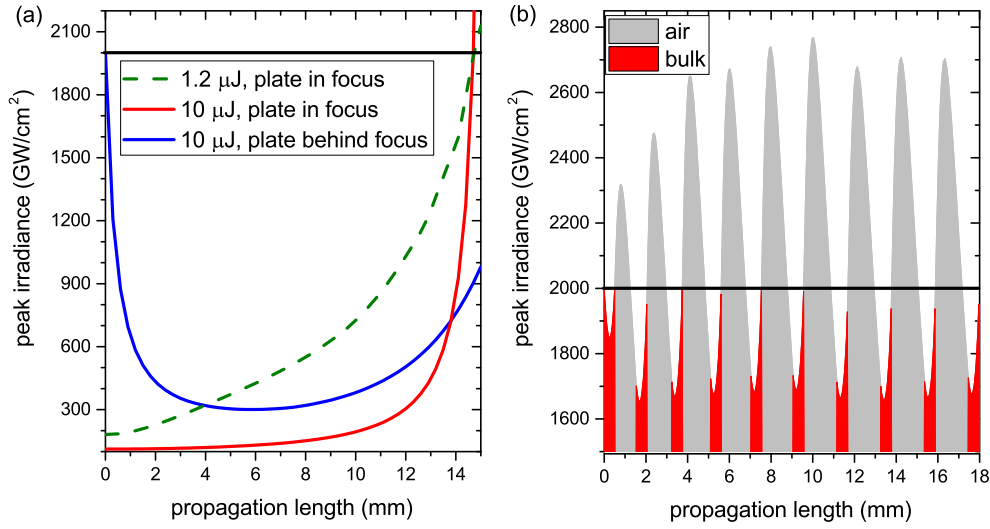 (a)
2100
1800
1500
1200
900
600
300
peak irradiance (GW/cm²)
1.2 µJ, plate in focus
10 µJ, plate in focus
10 µJ, plate behind focus
0 2 4 6 8 10 12 14
propagation length (mm)
(b)
2800
2600
2400
2200
2000
1800
1600
peak irradiance (GW/cm²)
air
bulk
0 2 4 6 8 10 12 14 16 18
propagation length (mm)